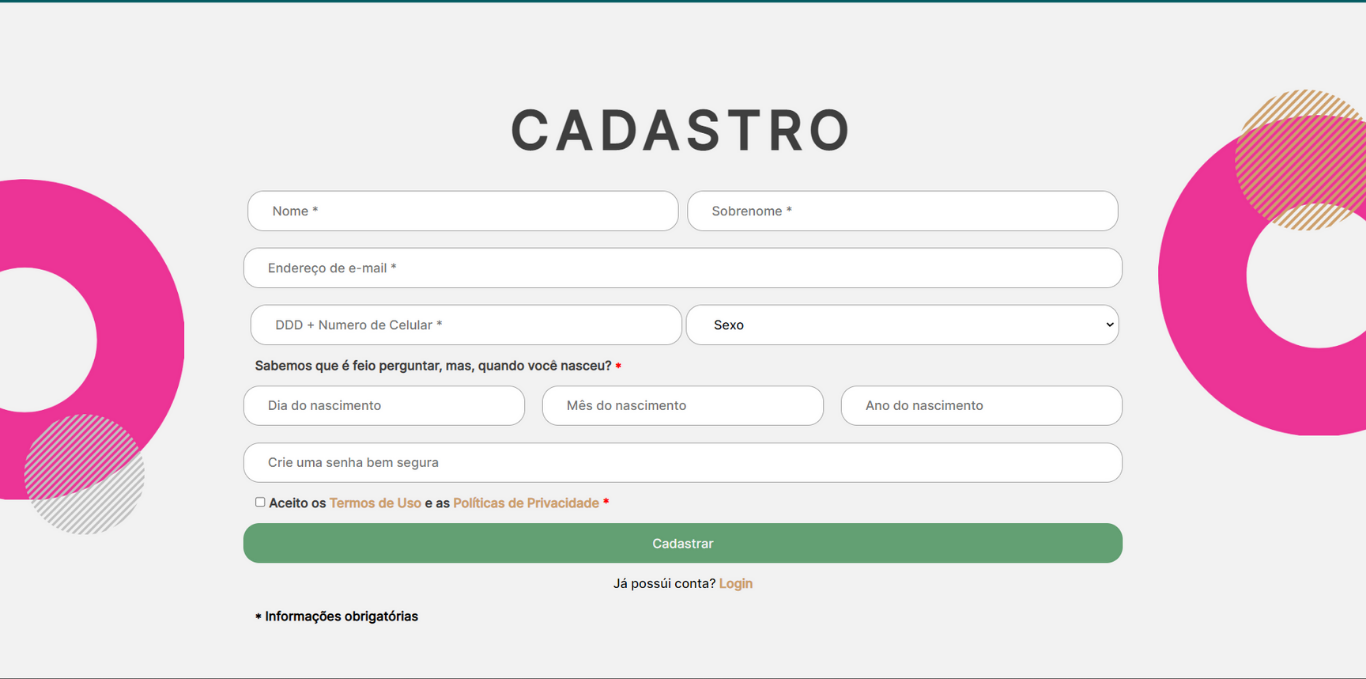 CADASTRO
Nome * Sobrenome *
Endereço de e-mail *
DDD + Numero de Celular * Sexo
Sabemos que é feio perguntar, mas, quando você nasceu? *
Dia do nascimento Mês do nascimento Ano do nascimento
Crie uma senha bem segura
Aceito os Termos de Uso e as Políticas de Privacidade *
Cadastrar
Já possúi conta? Login
* Informações obrigatórias